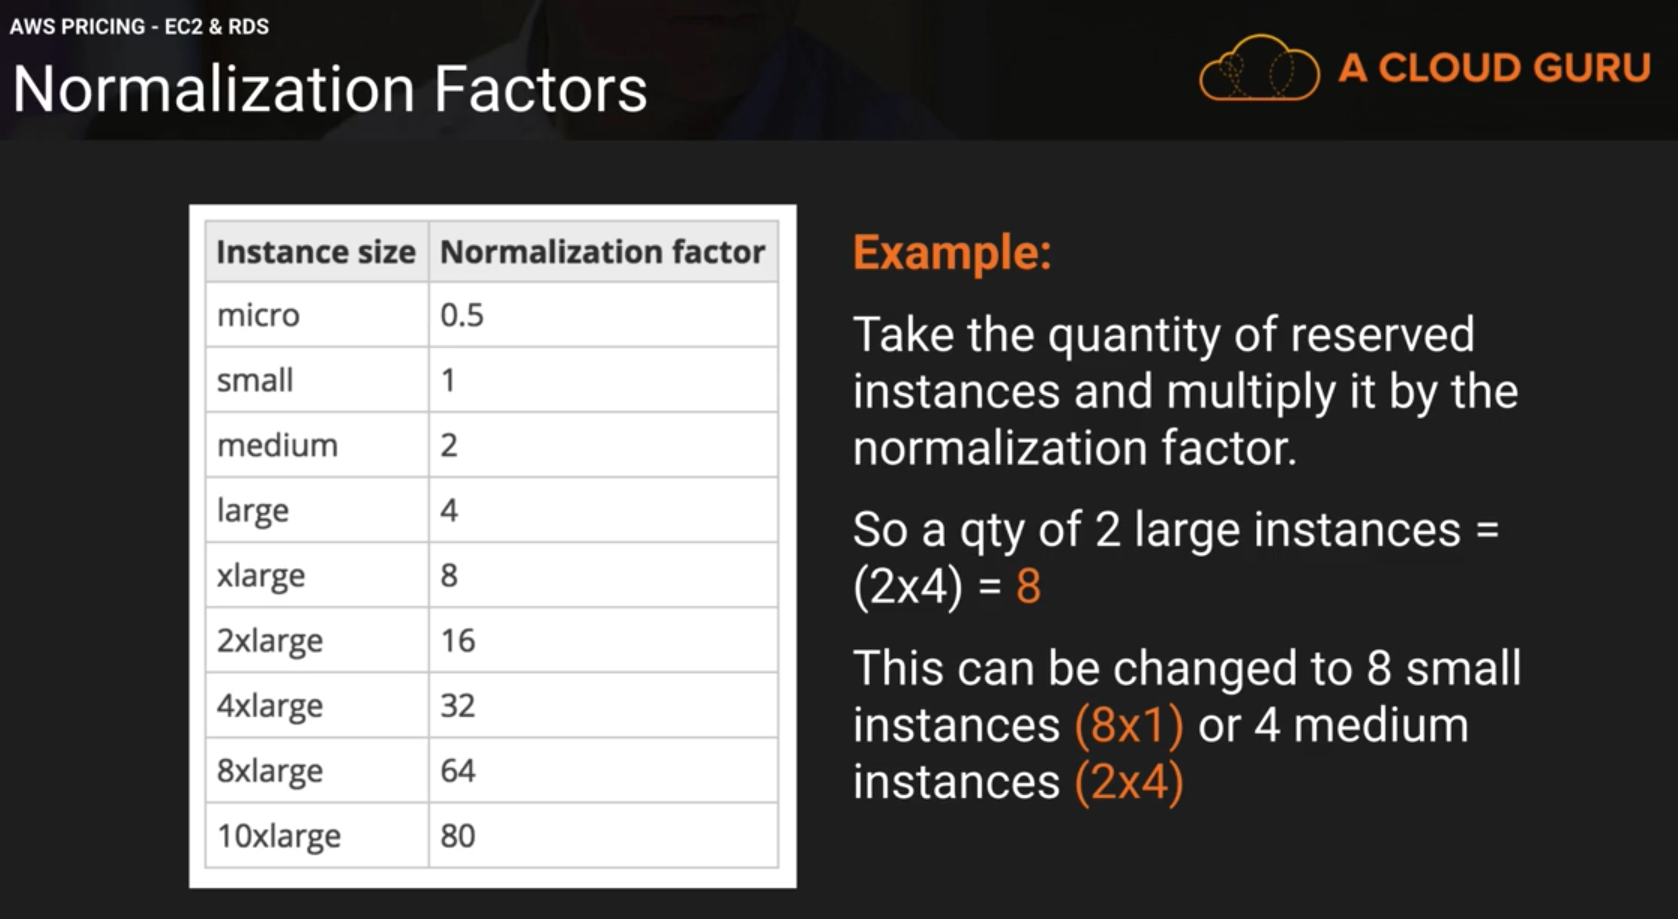 AWS PRICING - EC2 & RDS
Normalization Factors
A CLOUD GURU
Instance size Normalization factor
micro 0.5
small 1
medium 2
large 4
xlarge 8
2xlarge 16
4xlarge 32
8xlarge 64
10xlarge 80
Example:
Take the quantity of reserved
instances and multiply it by the
normalization factor.
So a qty of 2 large instances =
(2x4) = 8
This can be changed to 8 small
instances (8x1) or 4 medium
instances (2x4)